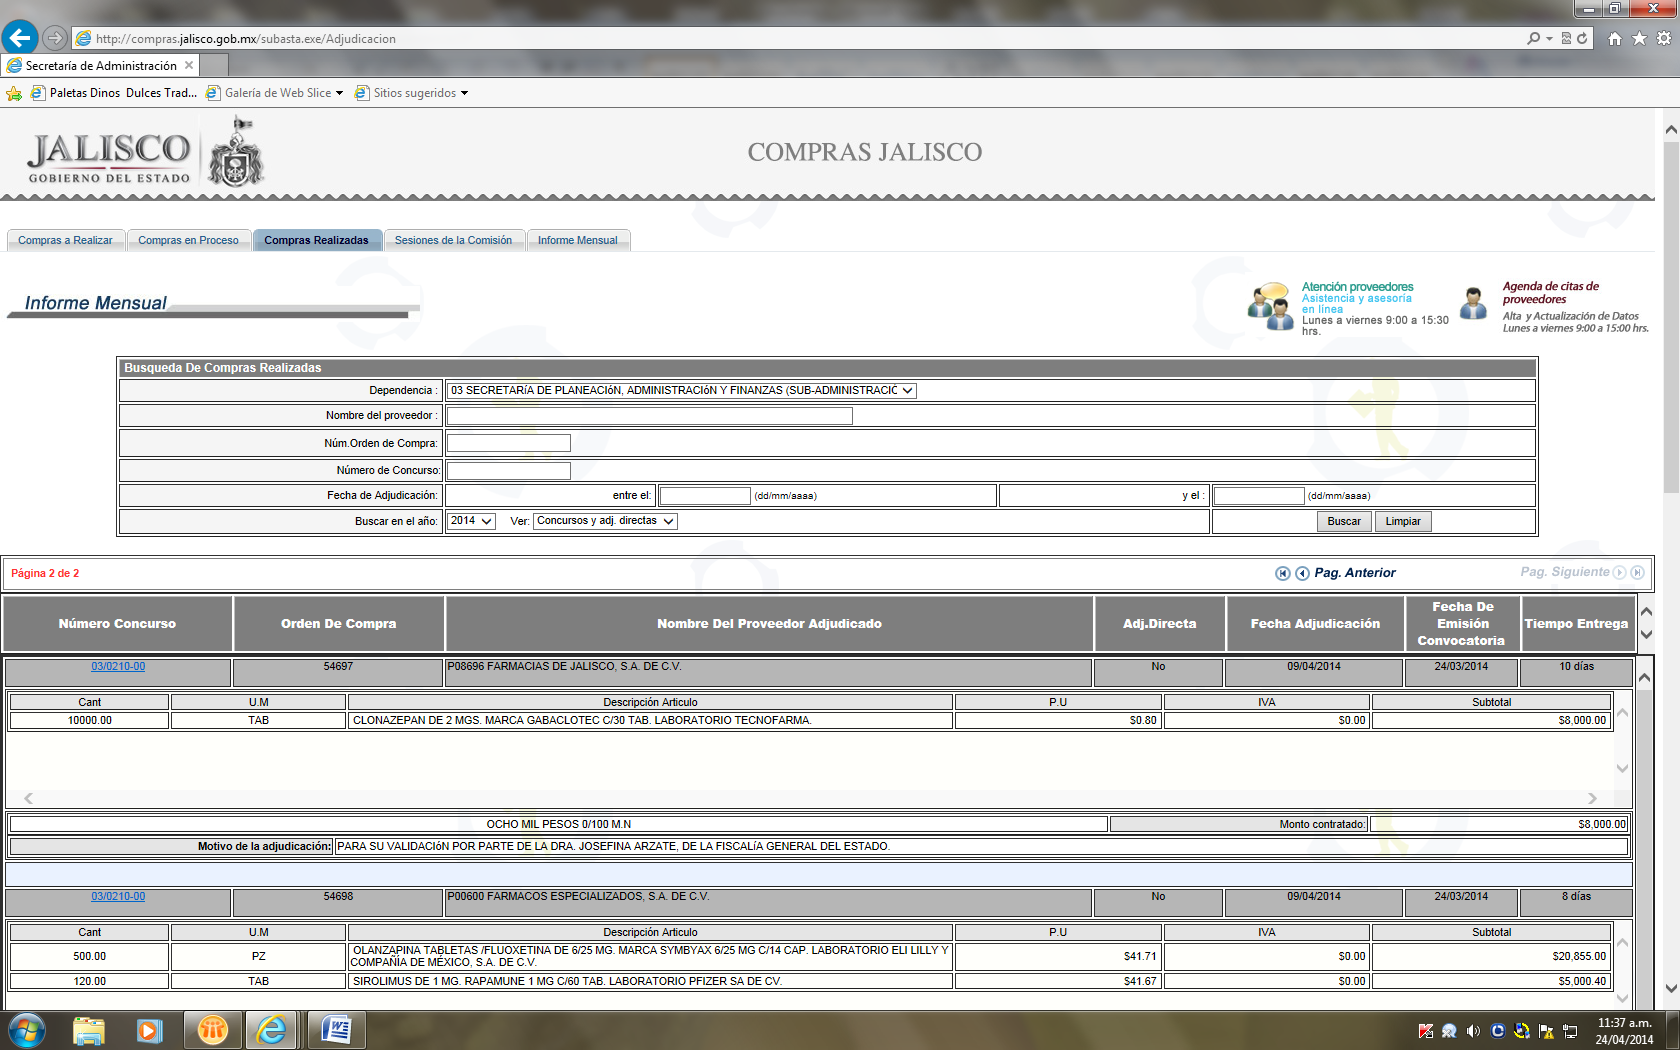 http://compras.jalisco.gob.mx/subasta.exe/Adjudicacion
Secretaría de Administración
Paletas Dinos Dulces Trad... Galería de Web Slice Sitios sugeridos
JALISCO
GOBIERNO DEL ESTADO
COMPRAS JALISCO
Compras a Realizar Compras en Proceso Compras Realizadas Sesiones de la Comisión Informe Mensual
Informe Mensual
Atención proveedores
Asistencia y asesoría
en línea
Lunes a viernes 9:00 a 15:30
hrs.
Agenda de citas de
proveedores
Alta y Actualización de Datos
Lunes a viernes 9:00 a 15:00 hrs.
Busqueda De Compras Realizadas
Dependencia : 03 SECRETARíA DE PLANEACIóN, ADMINISTRACIóN Y FINANZAS (SUB-ADMINISTRACIÓ
Nombre del proveedor :
Núm.Orden de Compra:
Número de Concurso:
Fecha de Adjudicación: entre el: (dd/mm/aaaa) y el : (dd/mm/aaaa)
Buscar en el año: 2014 Ver: Concursos y adj. directas Buscar Limpiar
Página 2 de 2 Pag. Anterior Pag. Siguiente
Número Concurso Orden De Compra Nombre Del Proveedor Adjudicado Adj.Directa Fecha Adjudicación Fecha De Emisión Convocatoria Tiempo Entrega
03/0210-00 54697 P08696 FARMACIAS DE JALISCO, S.A. DE C.V. No 09/04/2014 24/03/2014 10 días
Cant U.M Descripción Articulo P.U IVA Subtotal
10000.00 TAB CLONAZEPAN DE 2 MGS. MARCA GABACLOTEC C/30 TAB. LABORATORIO TECNOFARMA. $0.80 $0.00 $8,000.00
OCHO MIL PESOS 0/100 M.N Monto contratado: $8,000.00
Motivo de la adjudicación: PARA SU VALIDACIóN POR PARTE DE LA DRA. JOSEFINA ARZATE, DE LA FISCALíA GENERAL DEL ESTADO.
03/0210-00 54698 P00600 FARMACOS ESPECIALIZADOS, S.A. DE C.V. No 09/04/2014 24/03/2014 8 días
Cant U.M Descripción Articulo P.U IVA Subtotal
500.00 PZ OLANZAPINA TABLETAS /FLUOXETINA DE 6/25 MG. MARCA SYMBYAX 6/25 MG C/14 CAP. LABORATORIO ELI LILLY Y COMPAÑÍA DE MÉXICO, S.A. DE C.V. $41.71 $0.00 $20,855.00
120.00 TAB SIROLIMUS DE 1 MG. RAPAMUNE 1 MG C/60 TAB. LABORATORIO PFIZER SA DE CV. $41.67 $0.00 $5,000.40
11:37 a.m.
24/04/2014